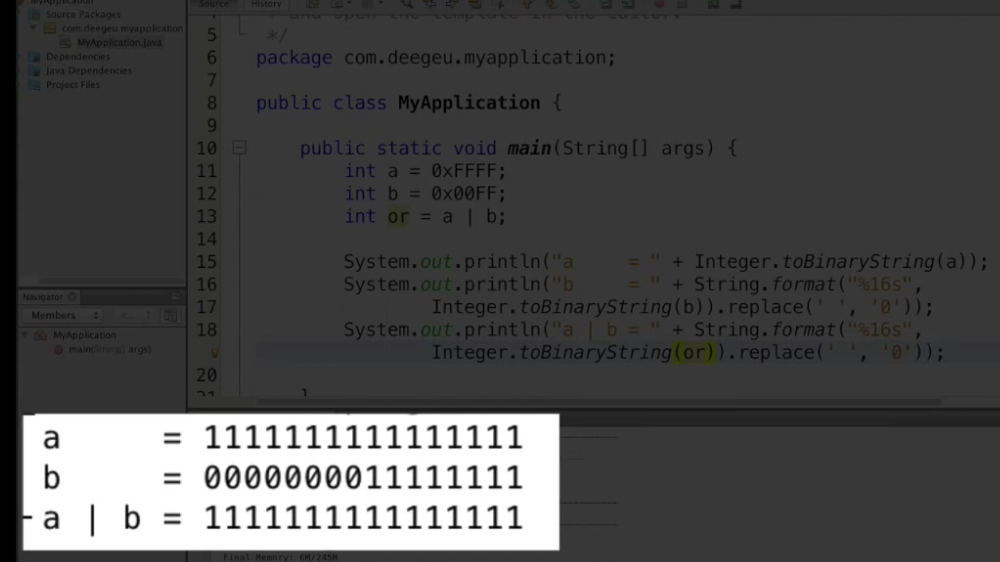 MyApplication
Source Packages
com.deegeu.myapplication
MyApplication.java
Dependencies
Java Dependencies
Project Files
Navigator
Members
MyApplication
main(String[] args)
Source History
and open the template in the editor.
5 */
6 package com.deegeu.myapplication;
7
8 public class MyApplication {
9
10 public static void main(String[] args) {
11 int a = 0xFFFF;
12 int b = 0x00FF;
13 int or = a | b;
14
15 System.out.println("a     = " + Integer.toBinaryString(a));
16 System.out.println("b     = " + String.format("%16s",
17 Integer.toBinaryString(b)).replace(' ', '0'));
18 System.out.println("a | b = " + String.format("%16s",
Integer.toBinaryString(or)).replace(' ', '0'));
20
21 }
a     = 1111111111111111
b     = 0000000011111111
a | b = 1111111111111111
Final Memory: 6M/245M